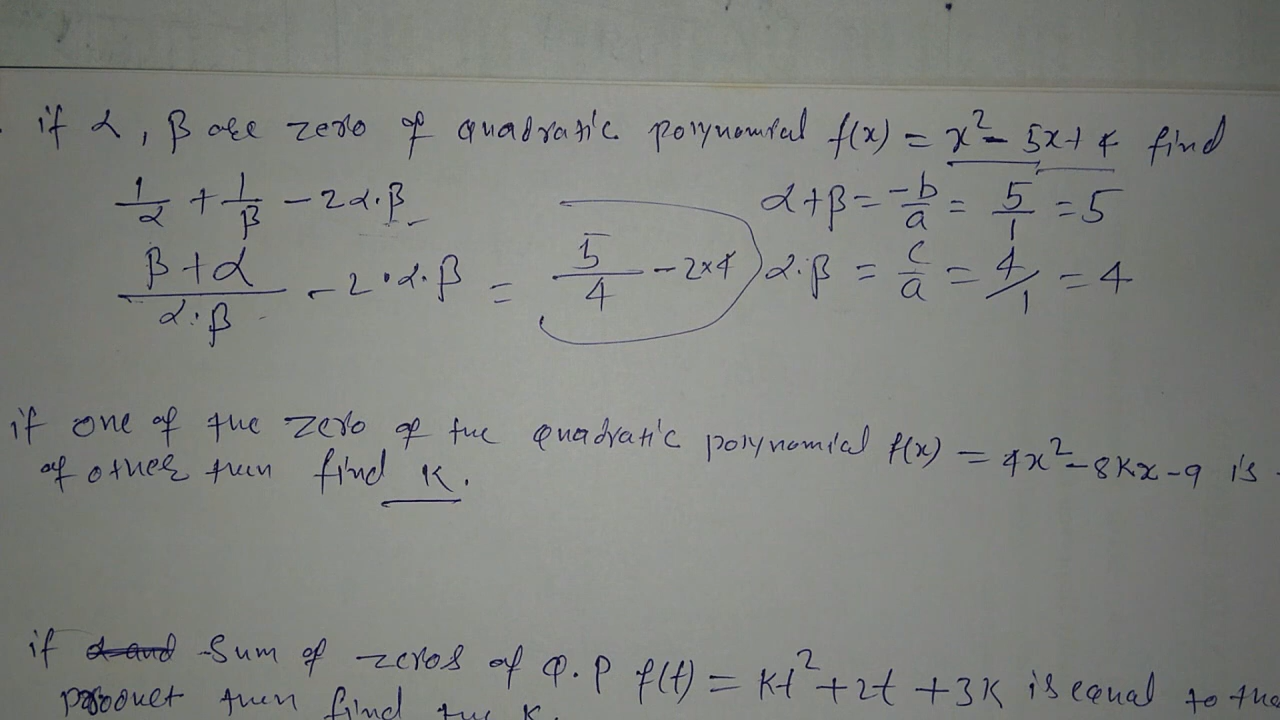 if α, β are zero of quadratic polynomial f(x) = x² - 5x + 4 find
1/α + 1/β - 2α·β
α+β = -b/a = 5/1 = 5
β+α/α·β - 2·α·β = 5/4 - 2×4
α·β = c/a = 4/1 = 4
if one of the zero of the quadratic polynomial f(x) = 4x² - 8kx - 9 is
of other then find K.
if Sum of zeros of Q.P f(t) = kt² + 2t + 3k is equal to the
product then find the K.